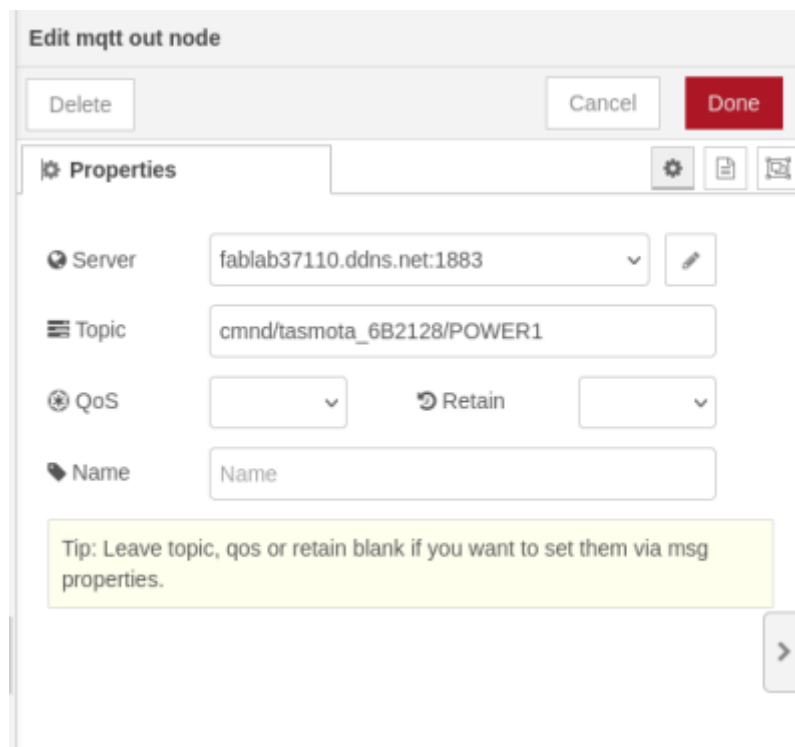 Edit mqtt out node
Delete
Cancel
Done
Properties
Server
fablab37110.ddns.net:1883
Topic
cmnd/tasmota_6B2128/POWER1
QoS
Retain
Name
Name
Tip: Leave topic, qos or retain blank if you want to set them via msg
properties.